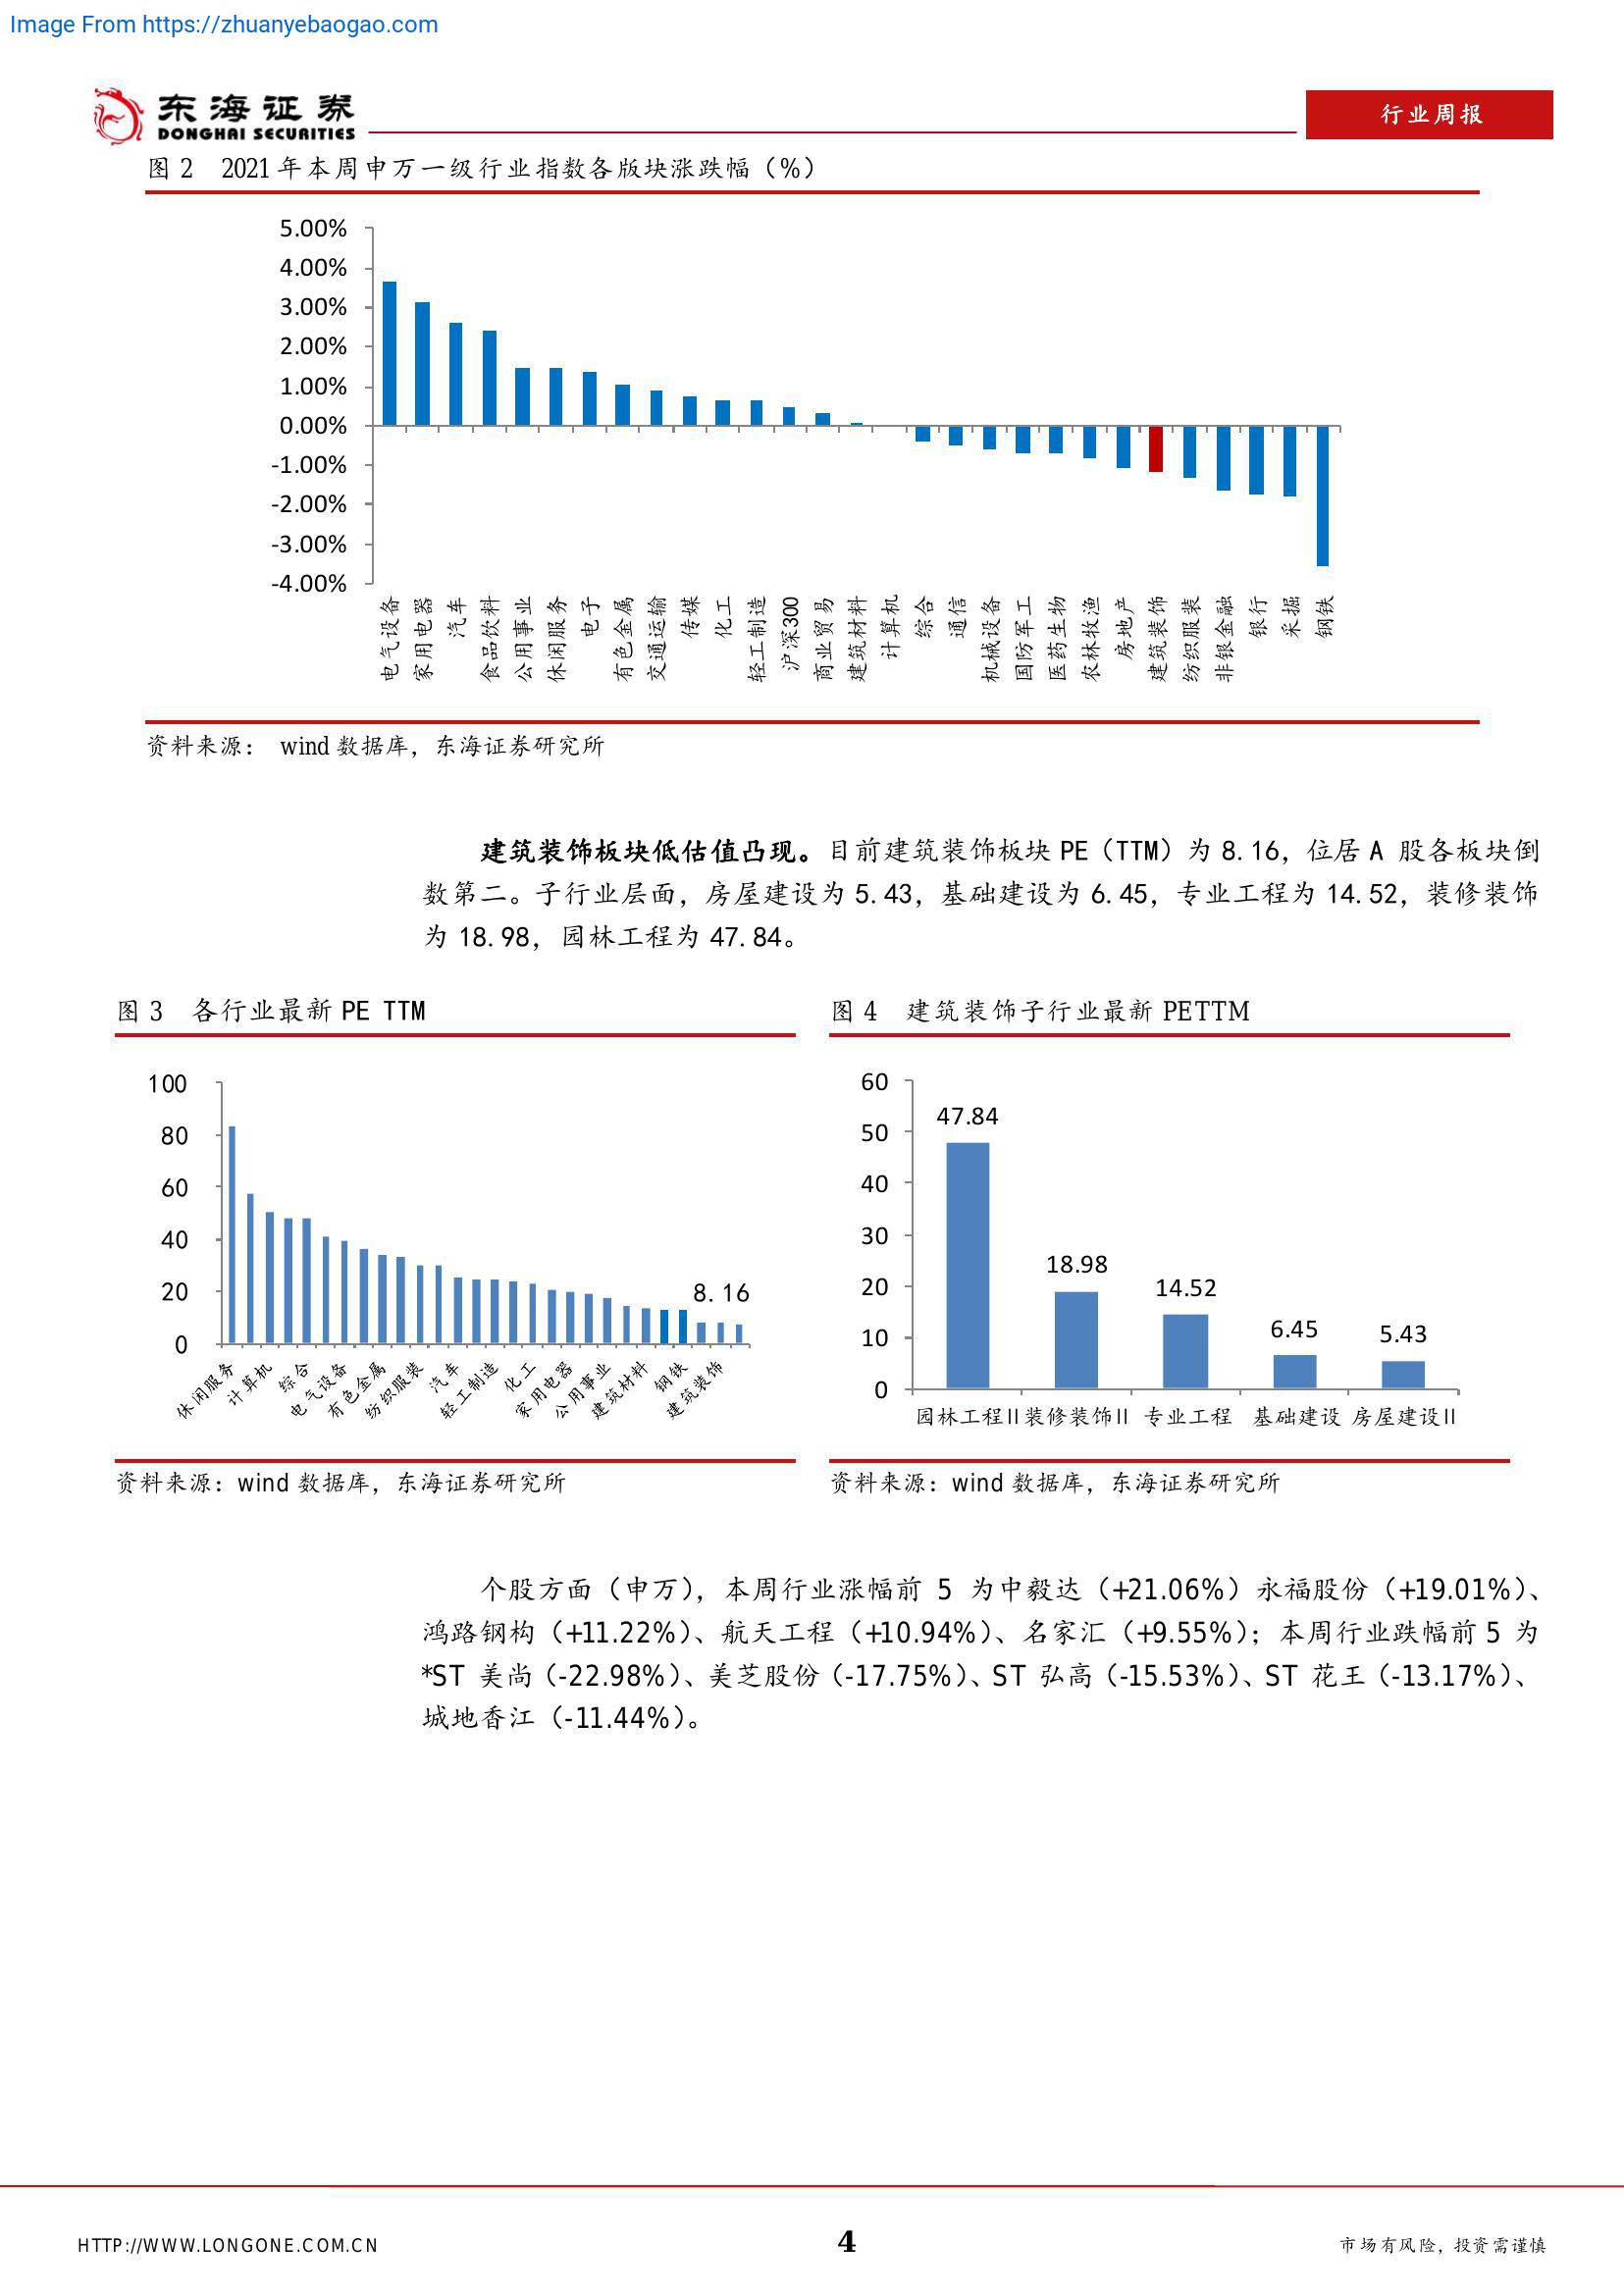 Image From https://zhuanyebaogao.com
东海证券
DONGHAI SECURITIES
行业周报
图 2 2021 年本周申万一级行业指数各版块涨跌幅（%）
5.00%
4.00%
3.00%
2.00%
1.00%
0.00%
-1.00%
-2.00%
-3.00%
-4.00%
电气设备
家用电器
汽车
食品饮料
公用事业
休闲服务
电子
有色金属
交通运输
传媒
化工
轻工制造
沪深300
商业贸易
建筑材料
计算机
综合
通信
机械设备
国防军工
医药生物
农林牧渔
房地产
建筑装饰
纺织服装
非银金融
银行
采掘
钢铁
资料来源： wind 数据库，东海证券研究所
建筑装饰板块低估值凸现。目前建筑装饰板块 PE（TTM）为 8.16，位居 A 股各板块倒
数第二。子行业层面，房屋建设为 5.43，基础建设为 6.45，专业工程为 14.52，装修装饰
为 18.98，园林工程为 47.84。
图 3 各行业最新 PE TTM
100
80
60
40
20
0
8.16
休闲服务
计算机
综合
电气设备
有色金属
纺织服装
汽车
轻工制造
化工
家用电器
公用事业
建筑材料
钢铁
建筑装饰
资料来源：wind 数据库，东海证券研究所
图 4 建筑装饰子行业最新 PETTM
60
50
40
30
20
10
0
47.84
18.98
14.52
6.45
5.43
园林工程II 装修装饰II 专业工程 基础建设 房屋建设II
资料来源：wind 数据库，东海证券研究所
个股方面（申万），本周行业涨幅前 5 为中毅达（+21.06%）永福股份（+19.01%）、
鸿路钢构（+11.22%）、航天工程（+10.94%）、名家汇（+9.55%）；本周行业跌幅前 5 为
*ST 美尚（-22.98%）、美芝股份（-17.75%）、ST 弘高（-15.53%）、ST 花王（-13.17%）、
城地香江（-11.44%）。
HTTP://WWW.LONGONE.COM.CN
4
市场有风险，投资需谨慎